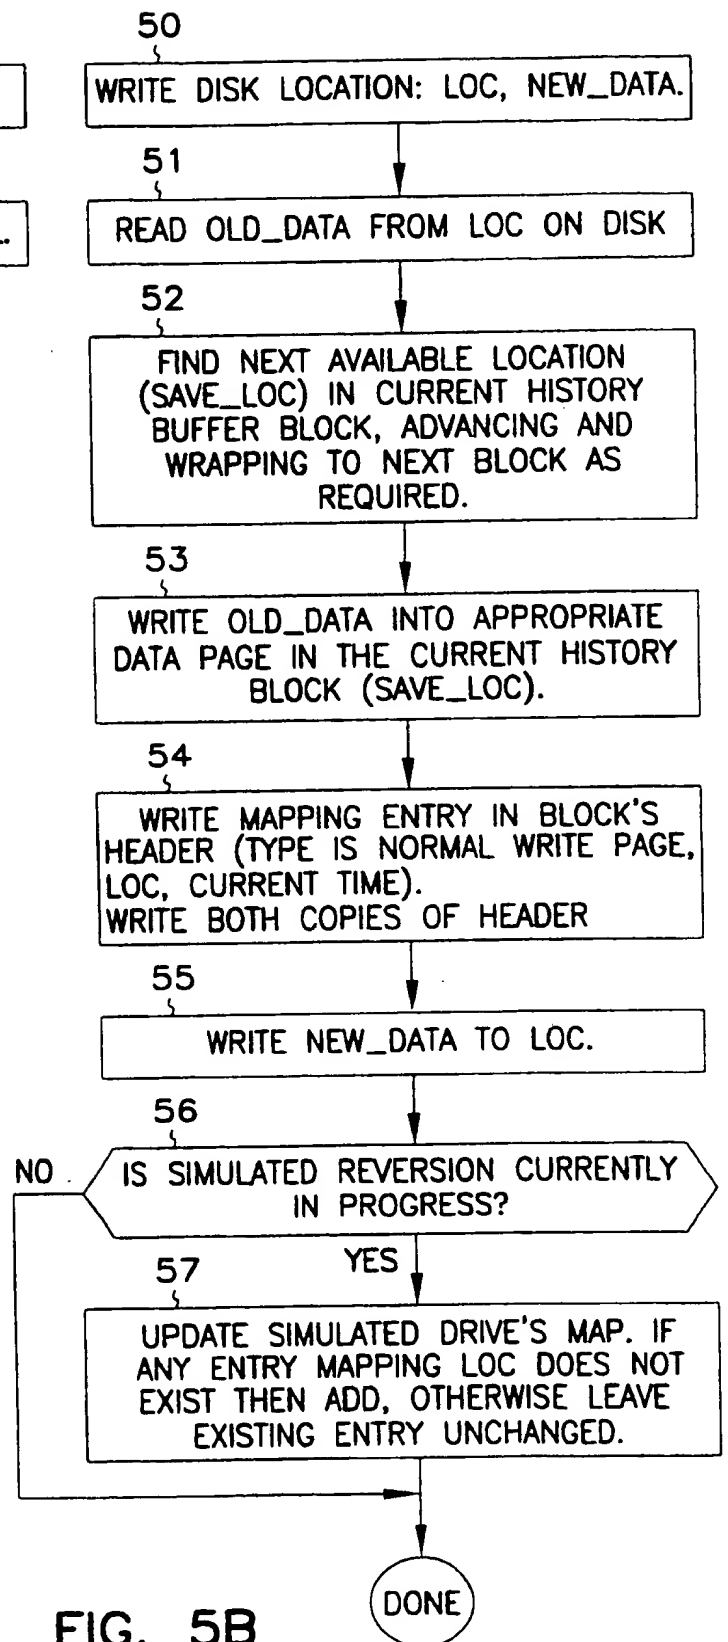 50
WRITE DISK LOCATION: LOC, NEW_DATA.
51
READ OLD_DATA FROM LOC ON DISK
52
FIND NEXT AVAILABLE LOCATION
(SAVE_LOC) IN CURRENT HISTORY
BUFFER BLOCK, ADVANCING AND
WRAPPING TO NEXT BLOCK AS
REQUIRED.
53
WRITE OLD_DATA INTO APPROPRIATE
DATA PAGE IN THE CURRENT HISTORY
BLOCK (SAVE_LOC).
54
WRITE MAPPING ENTRY IN BLOCK'S
HEADER (TYPE IS NORMAL WRITE PAGE,
LOC, CURRENT TIME).
WRITE BOTH COPIES OF HEADER
55
WRITE NEW_DATA TO LOC.
56
NO
IS SIMULATED REVERSION CURRENTLY
IN PROGRESS?
YES
57
UPDATE SIMULATED DRIVE'S MAP. IF
ANY ENTRY MAPPING LOC DOES NOT
EXIST THEN ADD, OTHERWISE LEAVE
EXISTING ENTRY UNCHANGED.
DONE
FIG. 5B